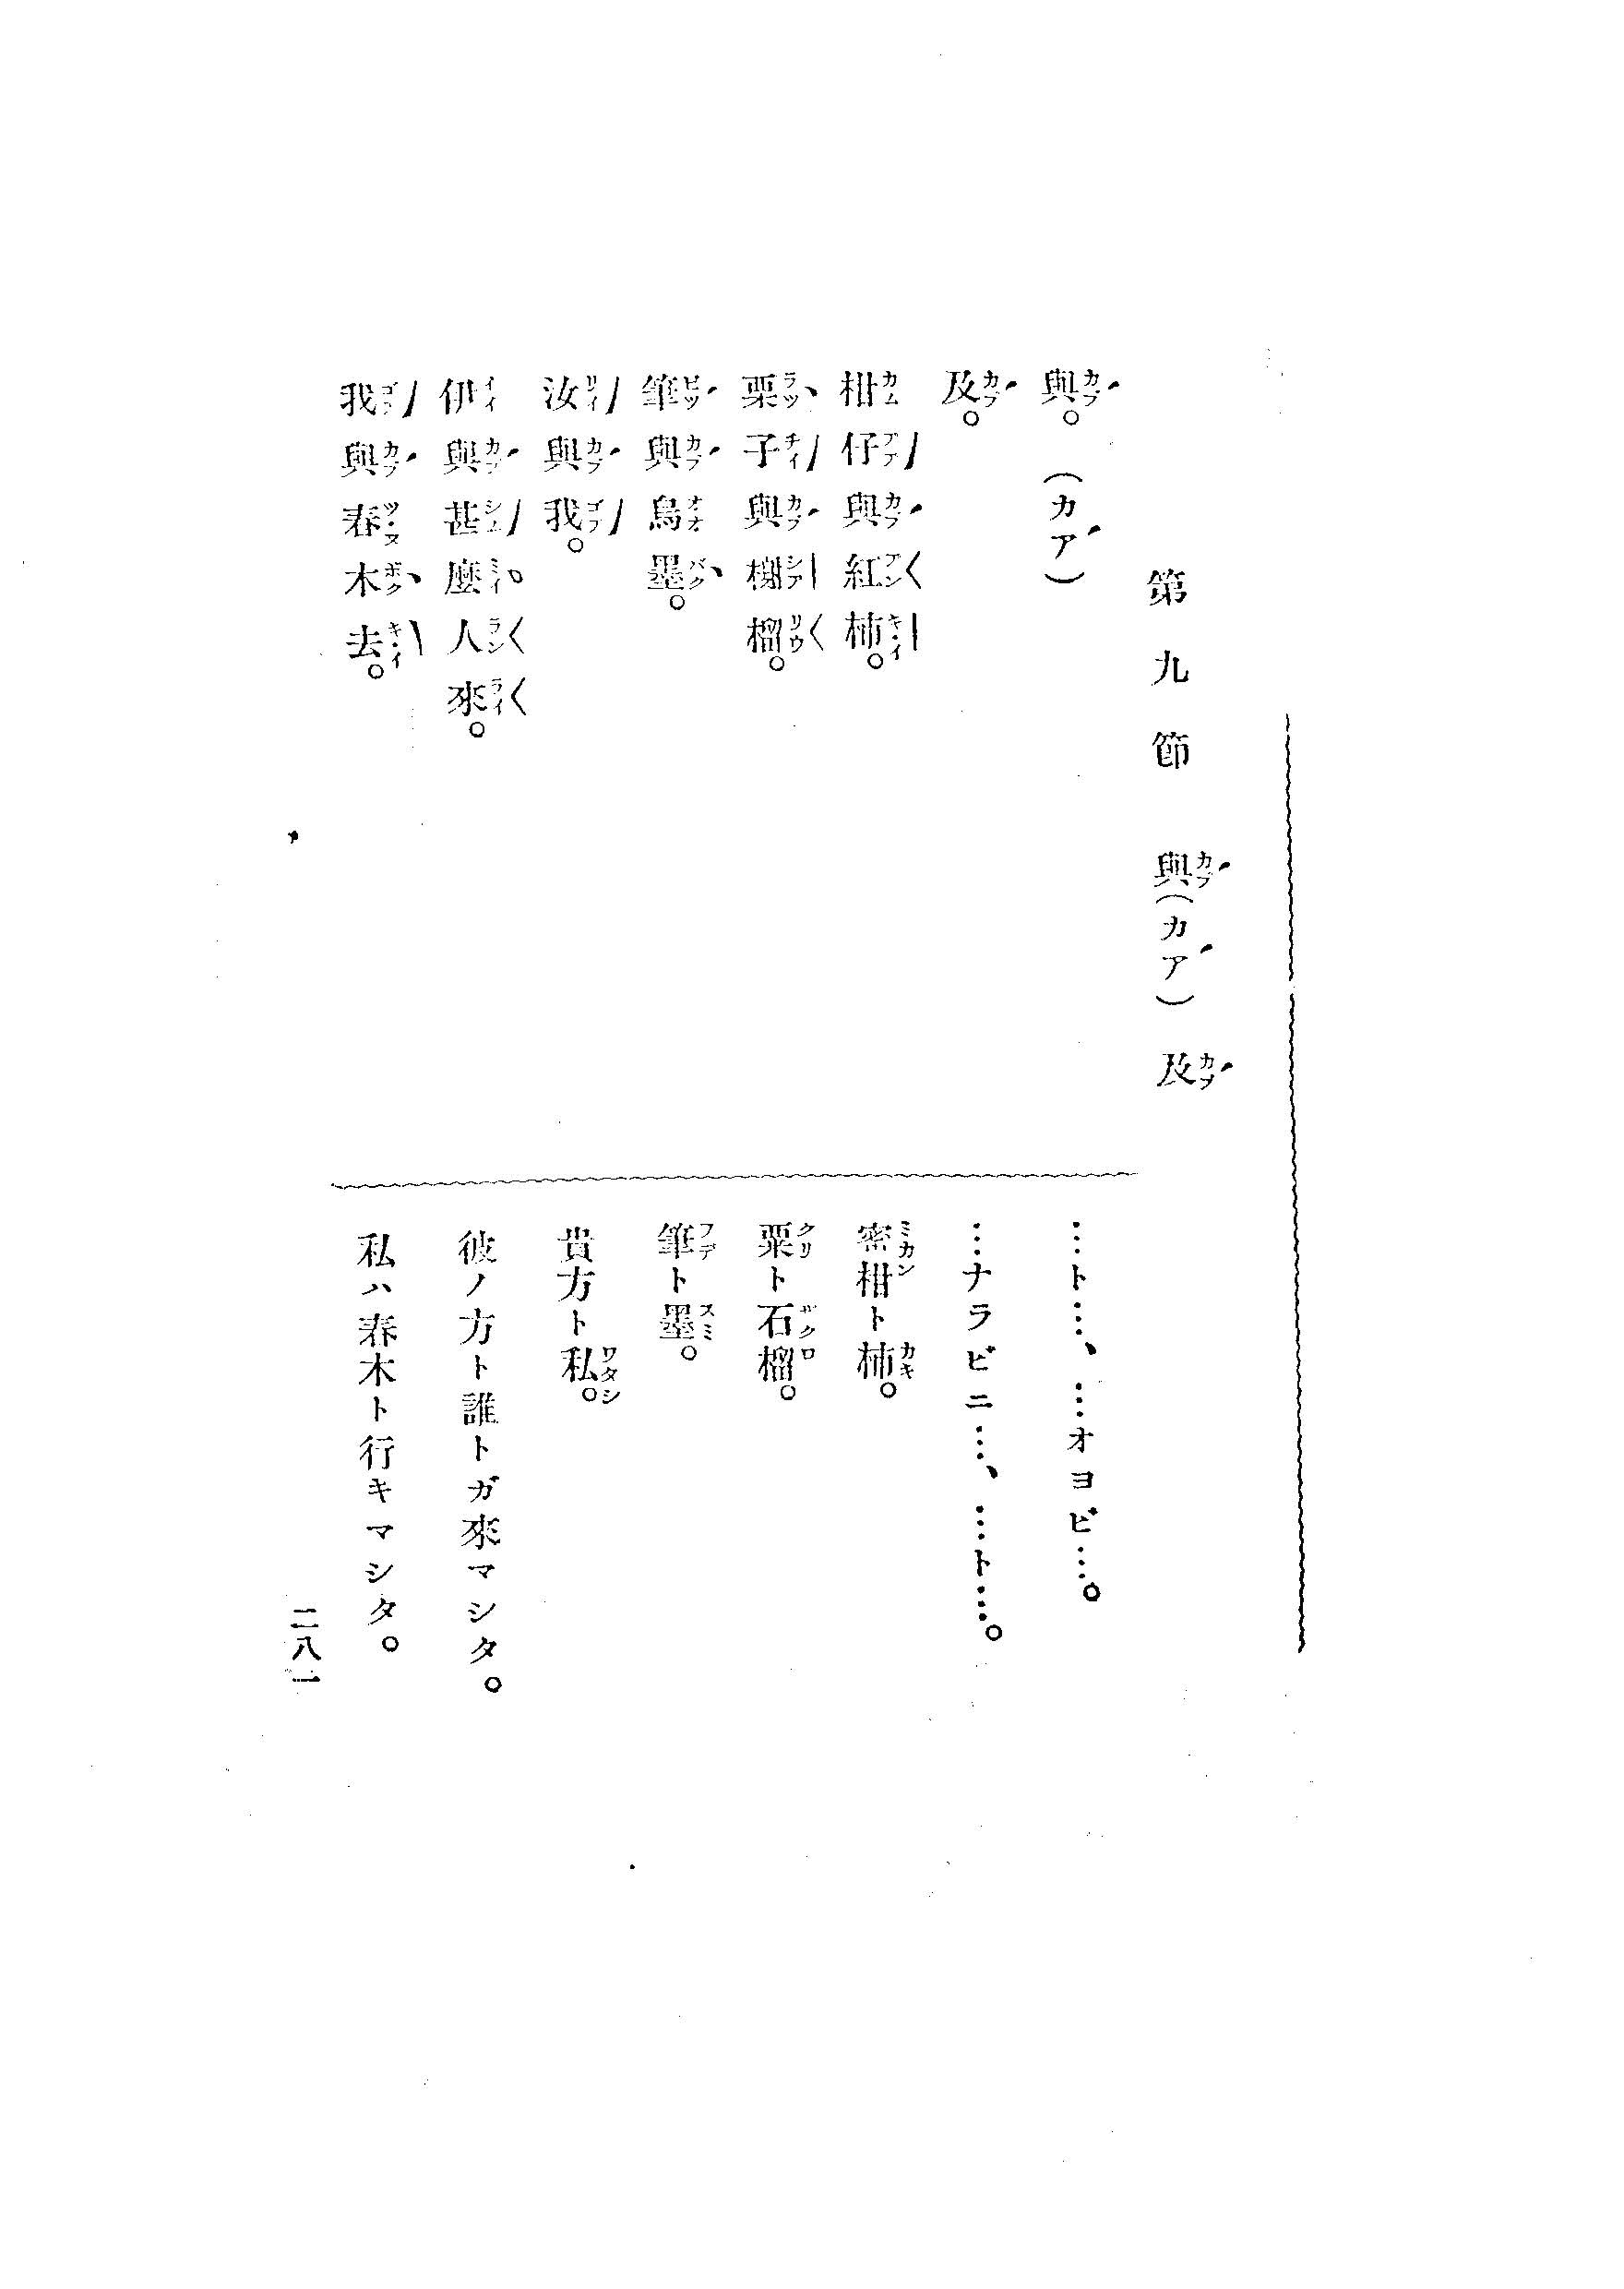 第九節　與(カア)　及
與。(カア)
及。
柑仔與紅柿。
栗子與榭榴。
筆與烏墨。
汝與我。
伊與甚麼人來。
我與春木去。
…ト…、…オヨビ…。
…ナラビニ…、…ト…。
密柑ト柿。
栗ト石榴。
筆ト墨。
貴方ト私。
彼ノ方ト誰トガ來マシタ。
私ハ春木ト行キマシタ。
二八一